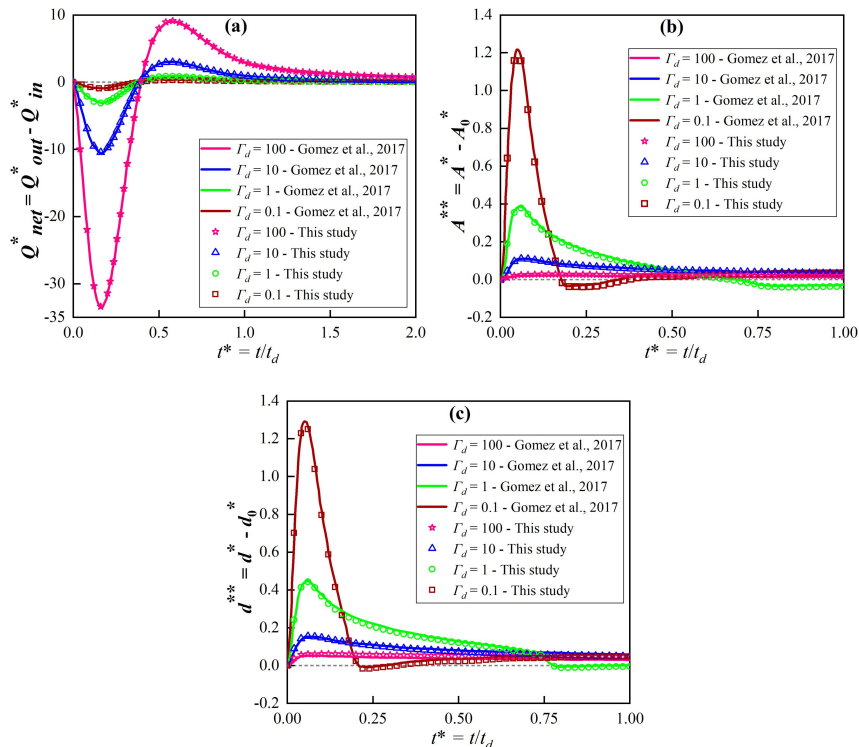 (a)
10
0
-10
-20
-30
-35
Q*net = Q*out - Q*in
Γd = 100 - Gomez et al., 2017
Γd = 10 - Gomez et al., 2017
Γd = 1 - Gomez et al., 2017
Γd = 0.1 - Gomez et al., 2017
Γd = 100 - This study
Γd = 10 - This study
Γd = 1 - This study
Γd = 0.1 - This study
0.0 0.5 1.0 1.5 2.0
t* = t/td
(b)
1.4
1.2
1.0
0.8
0.6
0.4
0.2
0.0
-0.2
A** = A* - A0*
Γd = 100 - Gomez et al., 2017
Γd = 10 - Gomez et al., 2017
Γd = 1 - Gomez et al., 2017
Γd = 0.1 - Gomez et al., 2017
Γd = 100 - This study
Γd = 10 - This study
Γd = 1 - This study
Γd = 0.1 - This study
0.00 0.25 0.50 0.75 1.00
t* = t/td
(c)
1.4
1.2
1.0
0.8
0.6
0.4
0.2
0.0
-0.2
d** = d* - d0*
Γd = 100 - Gomez et al., 2017
Γd = 10 - Gomez et al., 2017
Γd = 1 - Gomez et al., 2017
Γd = 0.1 - Gomez et al., 2017
Γd = 100 - This study
Γd = 10 - This study
Γd = 1 - This study
Γd = 0.1 - This study
0.00 0.25 0.50 0.75 1.00
t* = t/td